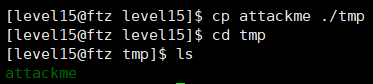 [level15@ftz level15]$ cp attackme ./tmp
[level15@ftz level15]$ cd tmp
[level15@ftz tmp]$ ls
attackme